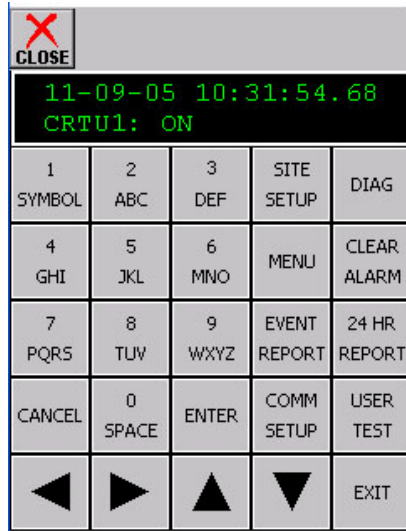 CLOSE
11-09-05 10:31:54.68
CRTU1: ON
1 2 3 SITE DIAG
SYMBOL ABC DEF SETUP
4 5 6 MENU CLEAR
GHI JKL MNO ALARM
7 8 9 EVENT 24 HR
PQRS TUV WXYZ REPORT REPORT
CANCEL 0 ENTER COMM USER
SPACE SETUP TEST
EXIT